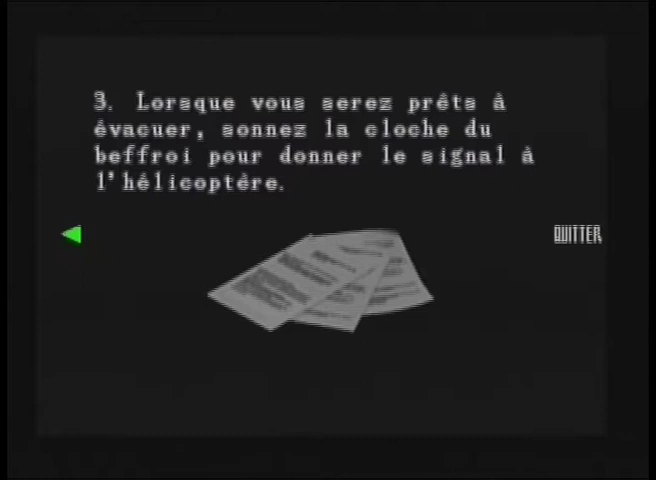 3. Lorsque vous serez prêts à
évacuer, sonnez la cloche du
beffroi pour donner le signal à
l'hélicoptère.
QUITTER